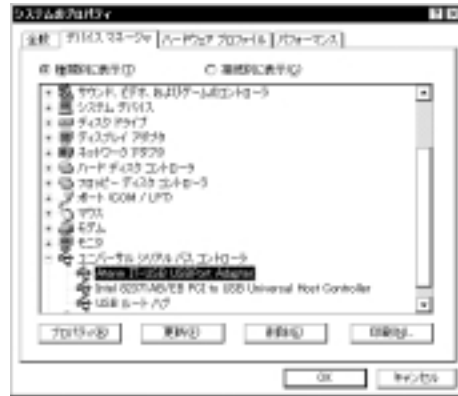 システムのプロパティ
全般 デバイス マネージャ ハードウェア プロファイル パフォーマンス
種類別に表示(T) 接続別に表示(C)
サウンド、ビデオ、およびゲームのコントローラ
システム デバイス
ディスク ドライブ
ディスプレイ アダプタ
ネットワーク アダプタ
ハード ディスク コントローラ
フロッピー ディスク コントローラ
ポート (COM / LPT)
マウス
モデム
モニタ
ユニバーサル シリアル バス コントローラ
Aterm IT-USB USBPort Adapter
Intel 82371AB/EB PCI to USB Universal Host Controller
USB ルート ハブ
プロパティ(R) 更新(F) 削除(E) 印刷(N)...
OK キャンセル